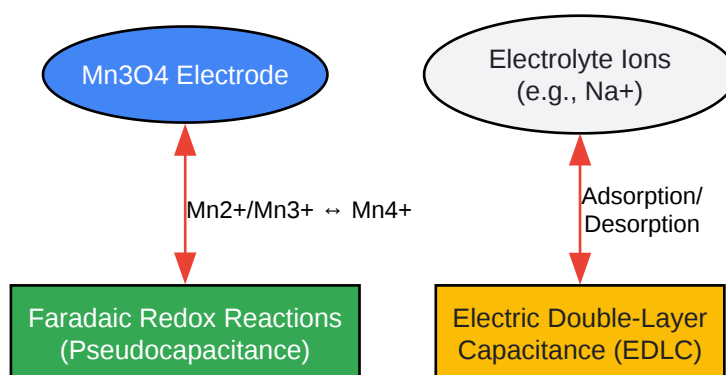 Mn3O4 Electrode
Electrolyte Ions
(e.g., Na+)
Mn2+/Mn3+ ↔ Mn4+
Adsorption/
Desorption
Faradaic Redox Reactions
(Pseudocapacitance)
Electric Double-Layer
Capacitance (EDLC)